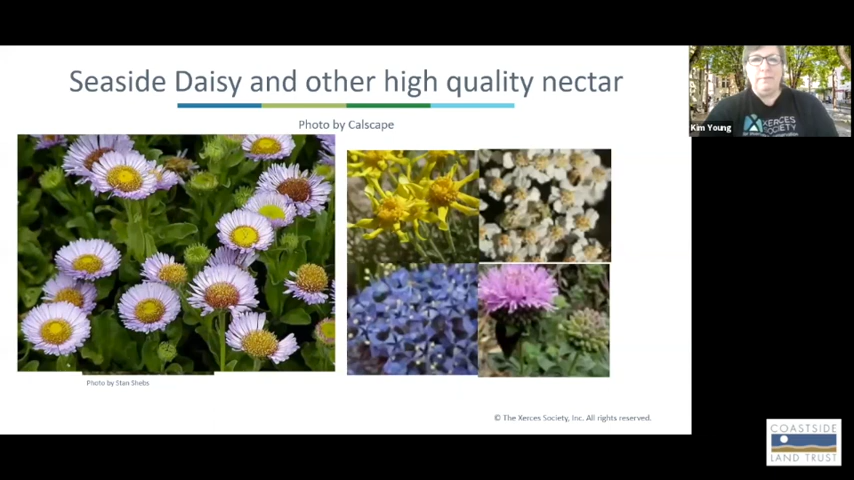 Seaside Daisy and other high quality nectar
Photo by Calscape
Kim Young
XERCES
SOCIETY
Photo by Stan Shebs
© The Xerces Society, Inc. All rights reserved.
COASTSIDE
LAND TRUST